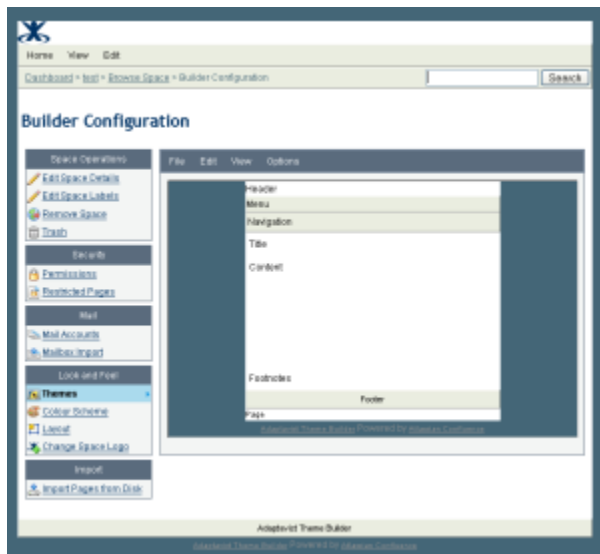 Home View Edit
Dashboard > test > Browse Space > Builder Configuration Search
Builder Configuration
Space Operations
Edit Space Details
Edit Space Labels
Remove Space
Trash
Security
Permissions
Restricted Pages
Mail
Mail Accounts
Mailbox Import
Look and Feel
Themes
Colour Scheme
Layout
Change Space Logo
Import
Import Pages from Disk
File Edit View Options
Header
Menu
Navigation
Title
Content
Footnotes
Footer
Page
Adaptavist Theme Builder Powered by Atlassian Confluence
Adaptavist Theme Builder
Adaptavist Theme Builder Powered by Atlassian Confluence